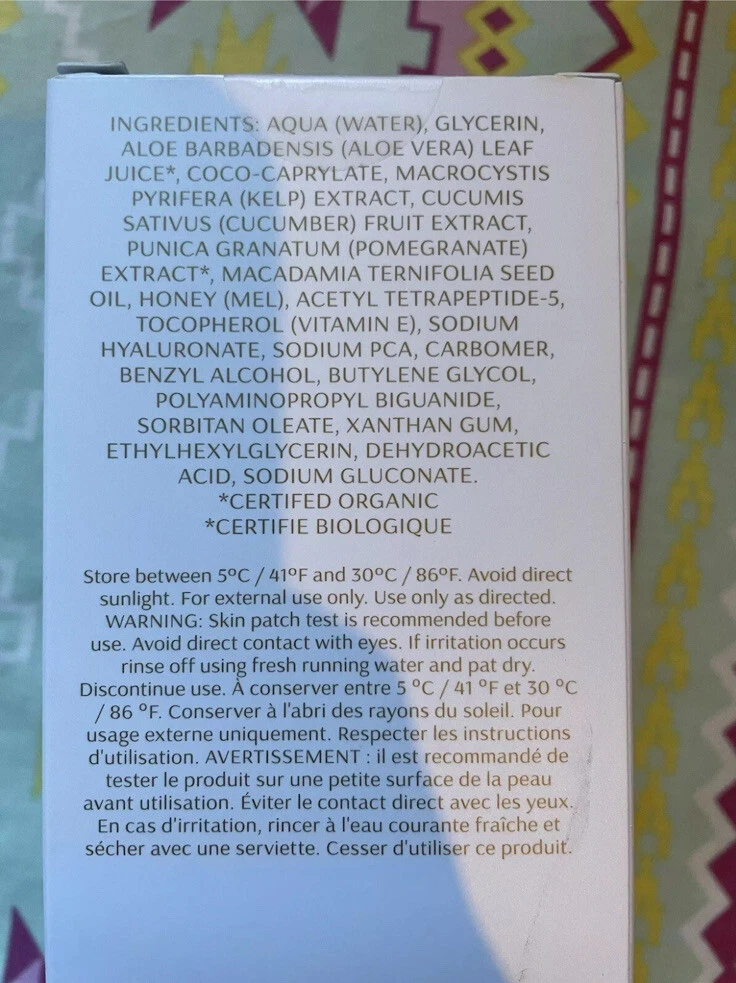 INGREDIENTS: AQUA (WATER), GLYCERIN,
ALOE BARBADENSIS (ALOE VERA) LEAF
JUICE*, COCO-CAPRYLATE, MACROCYSTIS
PYRIFERA (KELP) EXTRACT, CUCUMIS
SATIVUS (CUCUMBER) FRUIT EXTRACT,
PUNICA GRANATUM (POMEGRANATE)
EXTRACT*, MACADAMIA TERNIFOLIA SEED
OIL, HONEY (MEL), ACETYL TETRAPEPTIDE-5,
TOCOPHEROL (VITAMIN E), SODIUM
HYALURONATE, SODIUM PCA, CARBOMER,
BENZYL ALCOHOL, BUTYLENE GLYCOL,
POLYAMINOPROPYL BIGUANIDE,
SORBITAN OLEATE, XANTHAN GUM,
ETHYLHEXYLGLYCERIN, DEHYDROACETIC
ACID, SODIUM GLUCONATE.
*CERTIFED ORGANIC
*CERTIFIE BIOLOGIQUE
Store between 5ºC / 41ºF and 30ºC / 86ºF. Avoid direct
sunlight. For external use only. Use only as directed.
WARNING: Skin patch test is recommended before
use. Avoid direct contact with eyes. If irritation occurs
rinse off using fresh running water and pat dry.
Discontinue use. À conserver entre 5 ºC / 41 ºF et 30 ºC
/ 86 ºF. Conserver à l'abri des rayons du soleil. Pour
usage externe uniquement. Respecter les instructions
d'utilisation. AVERTISSEMENT : il est recommandé de
tester le produit sur une petite surface de la peau
avant utilisation. Éviter le contact direct avec les yeux.
En cas d'irritation, rincer à l'eau courante fraîche et
sécher avec une serviette. Cesser d'utiliser ce produit.